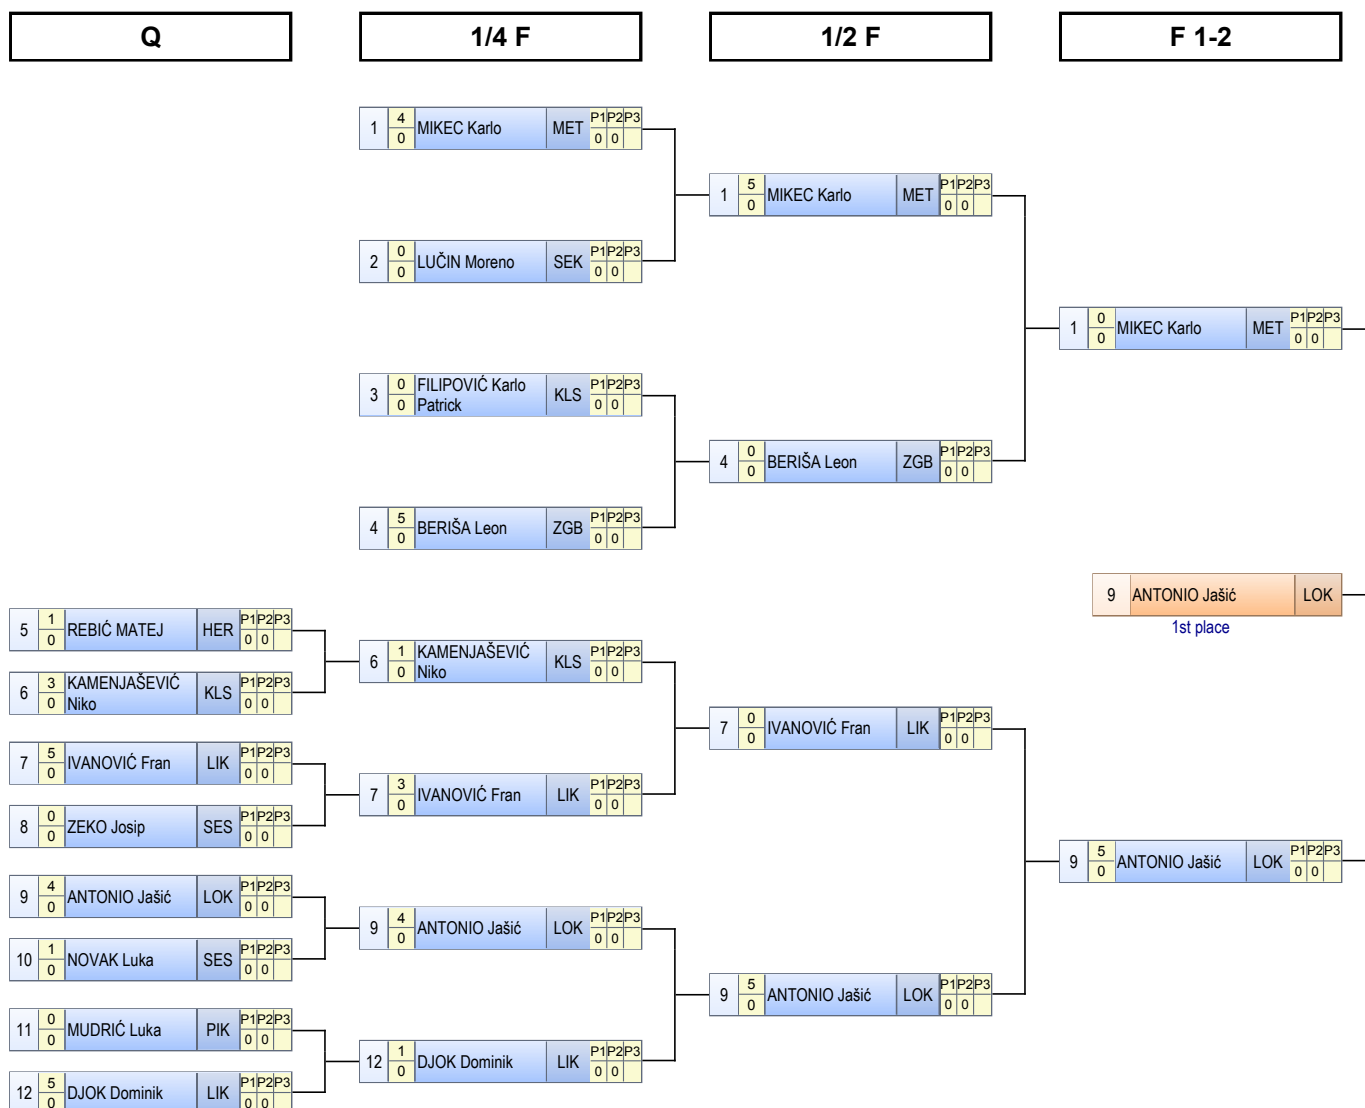 Q 1/4 F 1/2 F F 1-2
1 4 0 MIKEC Karlo MET P1 P2 P3 0 0
2 0 0 LUČIN Moreno SEK P1 P2 P3 0 0
3 0 0 FILIPOVIĆ Karlo
Patrick KLS P1 P2 P3 0 0
4 5 0 BERIŠA Leon ZGB P1 P2 P3 0 0
1 5 0 MIKEC Karlo MET P1 P2 P3 0 0
4 0 0 BERIŠA Leon ZGB P1 P2 P3 0 0
1 0 0 MIKEC Karlo MET P1 P2 P3 0 0
9 ANTONIO Jašić LOK
1st place
5 1 0 REBIĆ MATEJ HER P1 P2 P3 0 0
6 3 0 KAMENJAŠEVIĆ
Niko KLS P1 P2 P3 0 0
7 5 0 IVANOVIĆ Fran LIK P1 P2 P3 0 0
8 0 0 ZEKO Josip SES P1 P2 P3 0 0
9 4 0 ANTONIO Jašić LOK P1 P2 P3 0 0
10 1 0 NOVAK Luka SES P1 P2 P3 0 0
11 0 0 MUDRIĆ Luka PIK P1 P2 P3 0 0
12 5 0 DJOK Dominik LIK P1 P2 P3 0 0
6 1 0 KAMENJAŠEVIĆ
Niko KLS P1 P2 P3 0 0
7 3 0 IVANOVIĆ Fran LIK P1 P2 P3 0 0
9 4 0 ANTONIO Jašić LOK P1 P2 P3 0 0
12 1 0 DJOK Dominik LIK P1 P2 P3 0 0
7 0 0 IVANOVIĆ Fran LIK P1 P2 P3 0 0
9 5 0 ANTONIO Jašić LOK P1 P2 P3 0 0
9 5 0 ANTONIO Jašić LOK P1 P2 P3 0 0